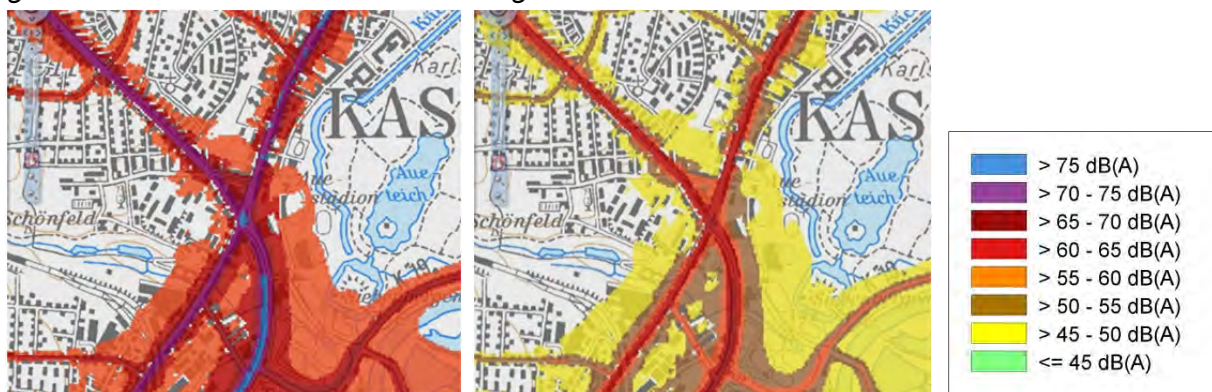 Karls
KAS
Aue
teich
Aue-
stadion
Schönfeld
Karls
KAS
Aue
teich
Aue-
stadion
Schönfeld
> 75 dB(A)
> 70 - 75 dB(A)
> 65 - 70 dB(A)
> 60 - 65 dB(A)
> 55 - 60 dB(A)
> 50 - 55 dB(A)
> 45 - 50 dB(A)
<= 45 dB(A)